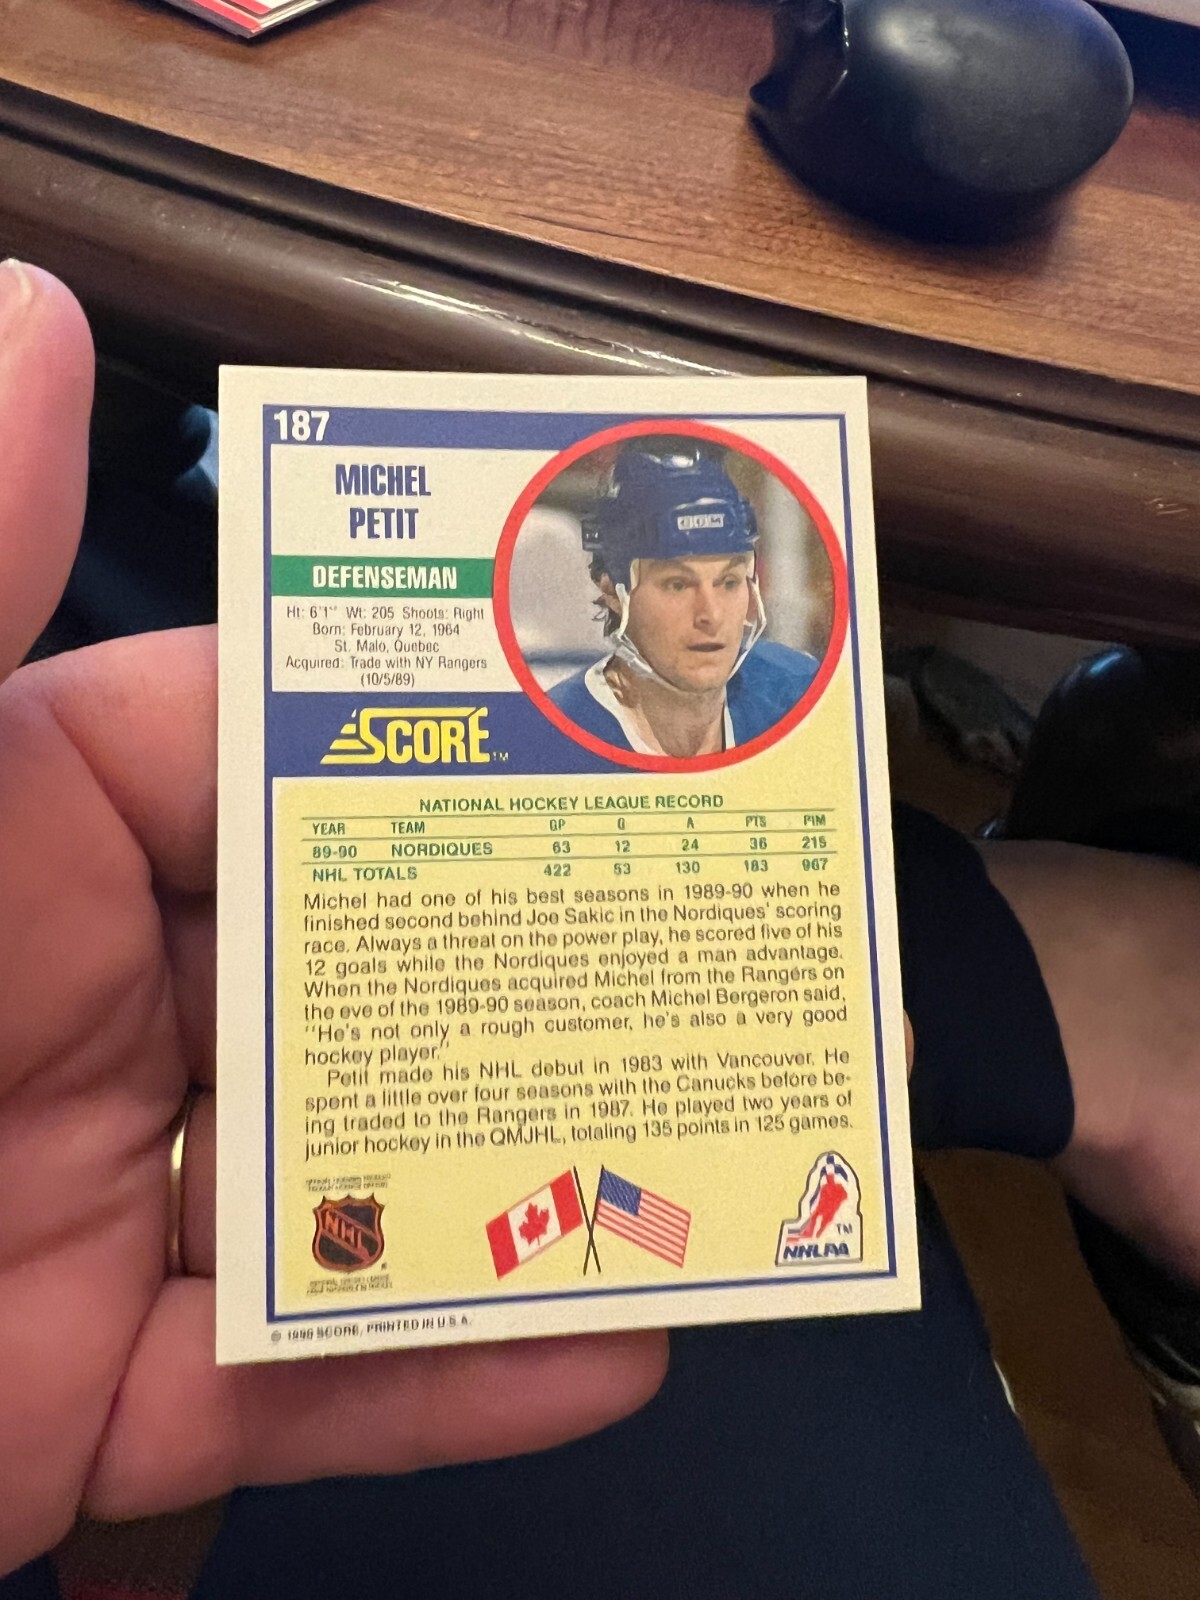 187
MICHEL
PETIT
DEFENSEMAN
Ht: 6'1" Wt: 205 Shoots: Right
Born: February 12, 1964
St. Malo, Quebec
Acquired: Trade with NY Rangers
(10/5/89)
SCORE TM
CCM
NATIONAL HOCKEY LEAGUE RECORD
YEAR TEAM GP G A PTS PIM
89-90 NORDIQUES 63 12 24 36 215
NHL TOTALS 422 53 130 183 967
Michel had one of his best seasons in 1989-90 when he
finished second behind Joe Sakic in the Nordiques' scoring
race. Always a threat on the power play, he scored five of his
12 goals while the Nordiques enjoyed a man advantage.
When the Nordiques acquired Michel from the Rangers on
the eve of the 1989-90 season, coach Michel Bergeron said,
"He's not only a rough customer, he's also a very good
hockey player."
Petit made his NHL debut in 1983 with Vancouver. He
spent a little over four seasons with the Canucks before be-
ing traded to the Rangers in 1987. He played two years of
junior hockey in the QMJHL, totaling 135 points in 125 games.
NHL
TM
NHLPA
© 1990 SCORE, PRINTED IN U.S.A.